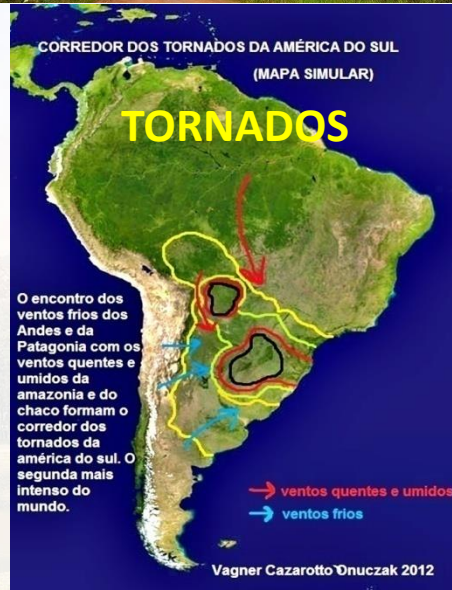 CORREDOR DOS TORNADOS DA AMÉRICA DO SUL
(MAPA SIMULAR)
TORNADOS
O encontro dos
ventos frios dos
Andes e da
Patagonia com os
ventos quentes e
umidos da
amazonia e do
chaco formam o
corredor dos
tornados da
américa do sul. O
segunda mais
intenso do
mundo.
ventos quentes e umidos
ventos frios
Vagner Cazarotto Onuczak 2012